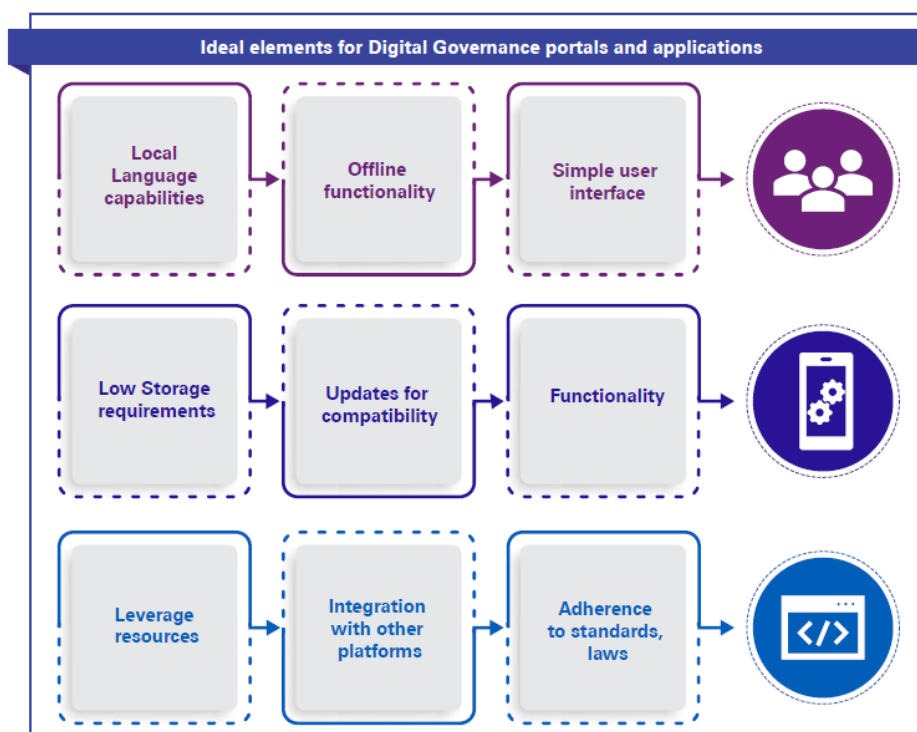 Ideal elements for Digital Governance portals and applications
Local
Language
capabilities
Offline
functionality
Simple user
interface
Low Storage
requirements
Updates for
compatibility
Functionality
Leverage
resources
Integration
with other
platforms
Adherence
to standards,
laws
</>